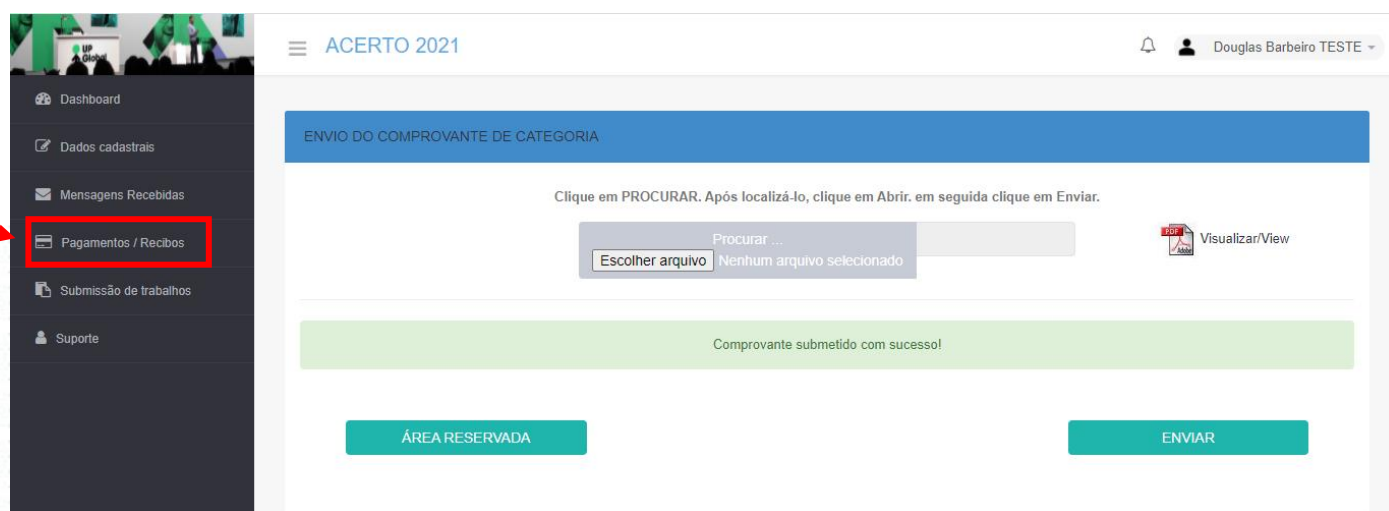 UP
Global
ACERTO 2021
Douglas Barbeiro TESTE
Dashboard
Dados cadastrais
Mensagens Recebidas
Pagamentos / Recibos
Submissão de trabalhos
Suporte
ENVIO DO COMPROVANTE DE CATEGORIA
Clique em PROCURAR. Após localizá-lo, clique em Abrir. em seguida clique em Enviar.
Procurar ...
Escolher arquivo Nenhum arquivo selecionado
PDF
Adobe
Visualizar/View
Comprovante submetido com sucesso!
ÁREA RESERVADA
ENVIAR